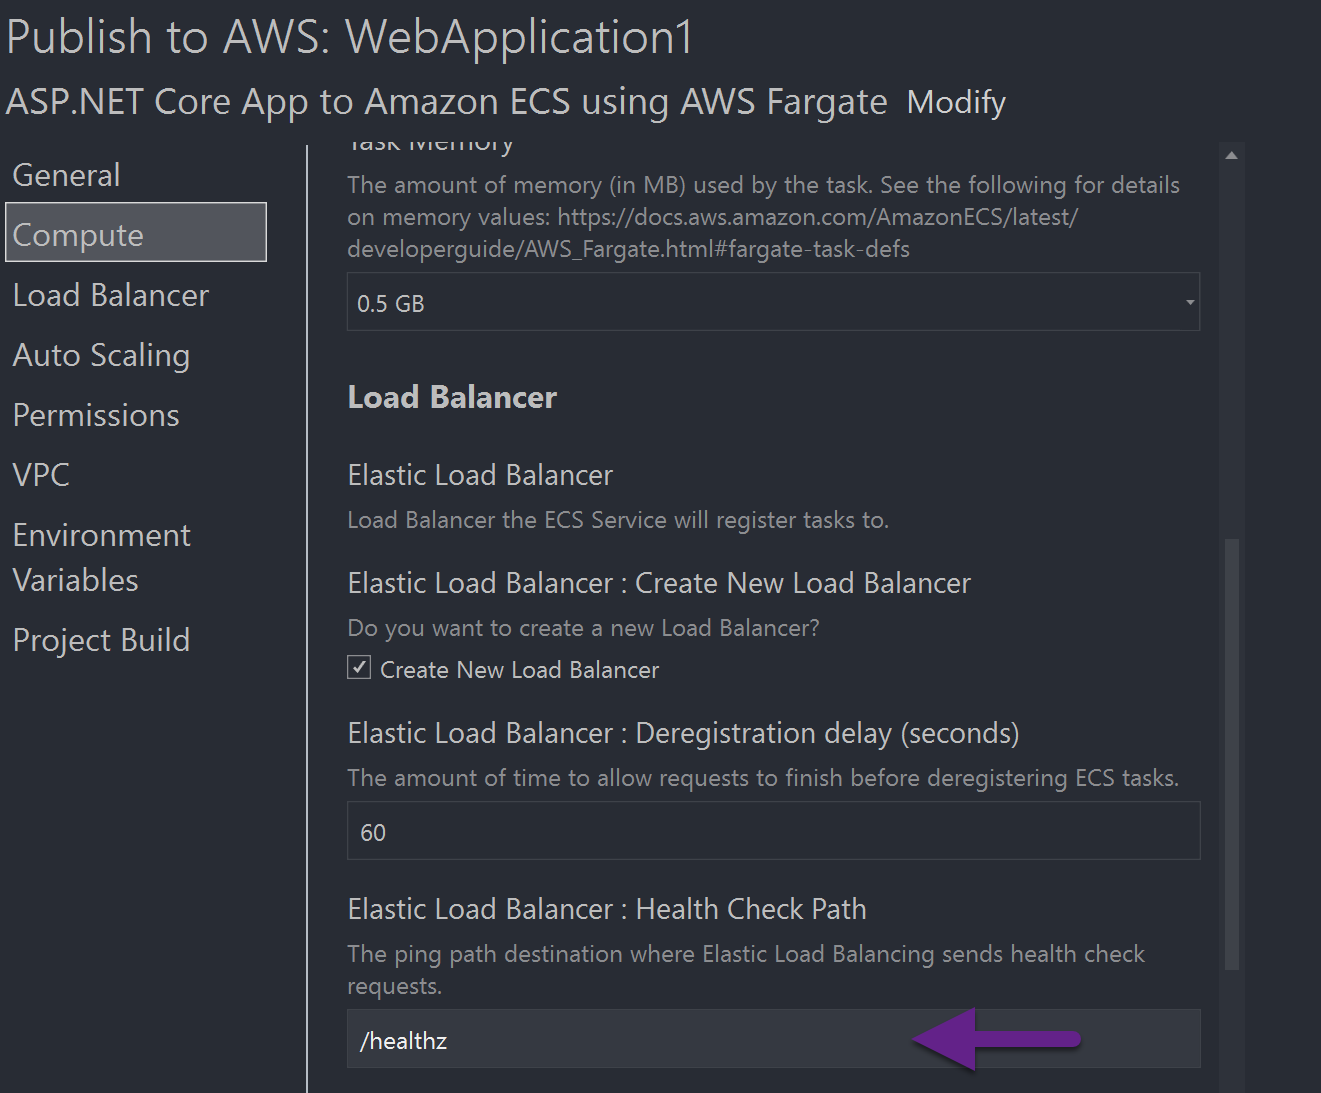 Publish to AWS: WebApplication1
ASP.NET Core App to Amazon ECS using AWS Fargate Modify
General
Compute
Load Balancer
Auto Scaling
Permissions
VPC
Environment
Variables
Project Build
Task Memory
The amount of memory (in MB) used by the task. See the following for details
on memory values: https://docs.aws.amazon.com/AmazonECS/latest/
developerguide/AWS_Fargate.html#fargate-task-defs
0.5 GB
Load Balancer
Elastic Load Balancer
Load Balancer the ECS Service will register tasks to.
Elastic Load Balancer : Create New Load Balancer
Do you want to create a new Load Balancer?
Create New Load Balancer
Elastic Load Balancer : Deregistration delay (seconds)
The amount of time to allow requests to finish before deregistering ECS tasks.
60
Elastic Load Balancer : Health Check Path
The ping path destination where Elastic Load Balancing sends health check
requests.
/healthz